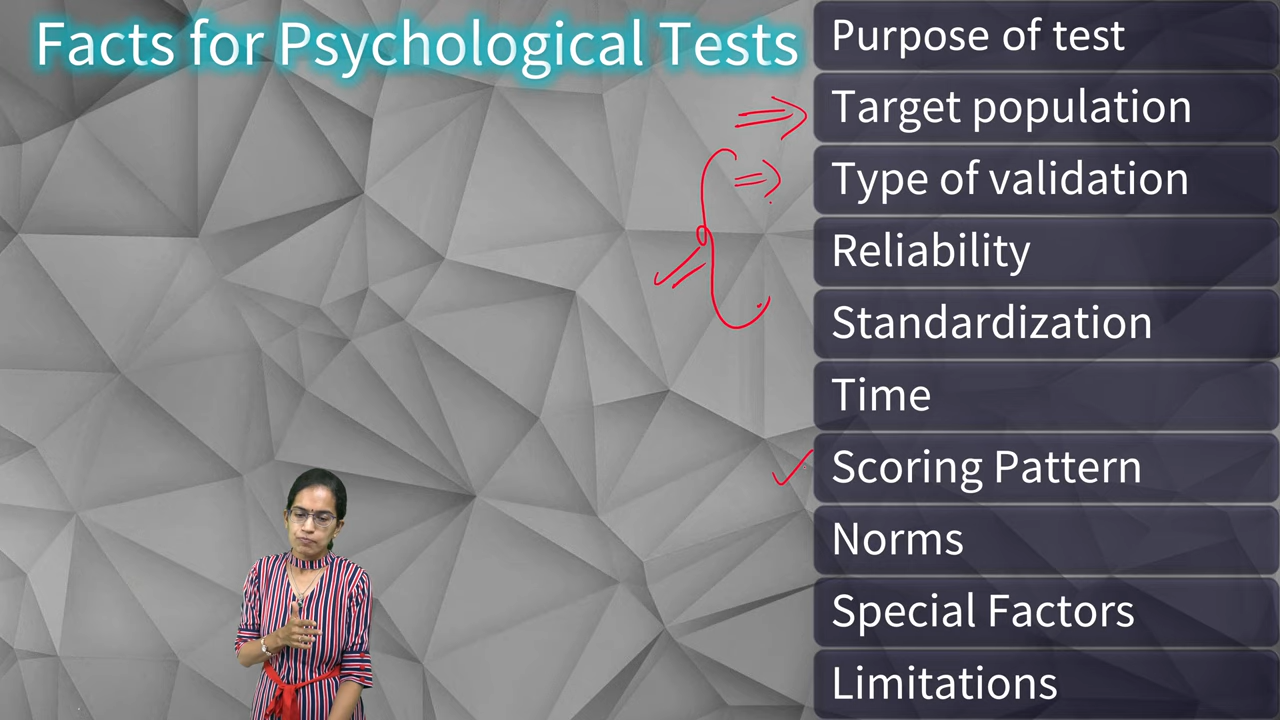 Facts for Psychological Tests
Purpose of test
Target population
Type of validation
Reliability
Standardization
Time
Scoring Pattern
Norms
Special Factors
Limitations